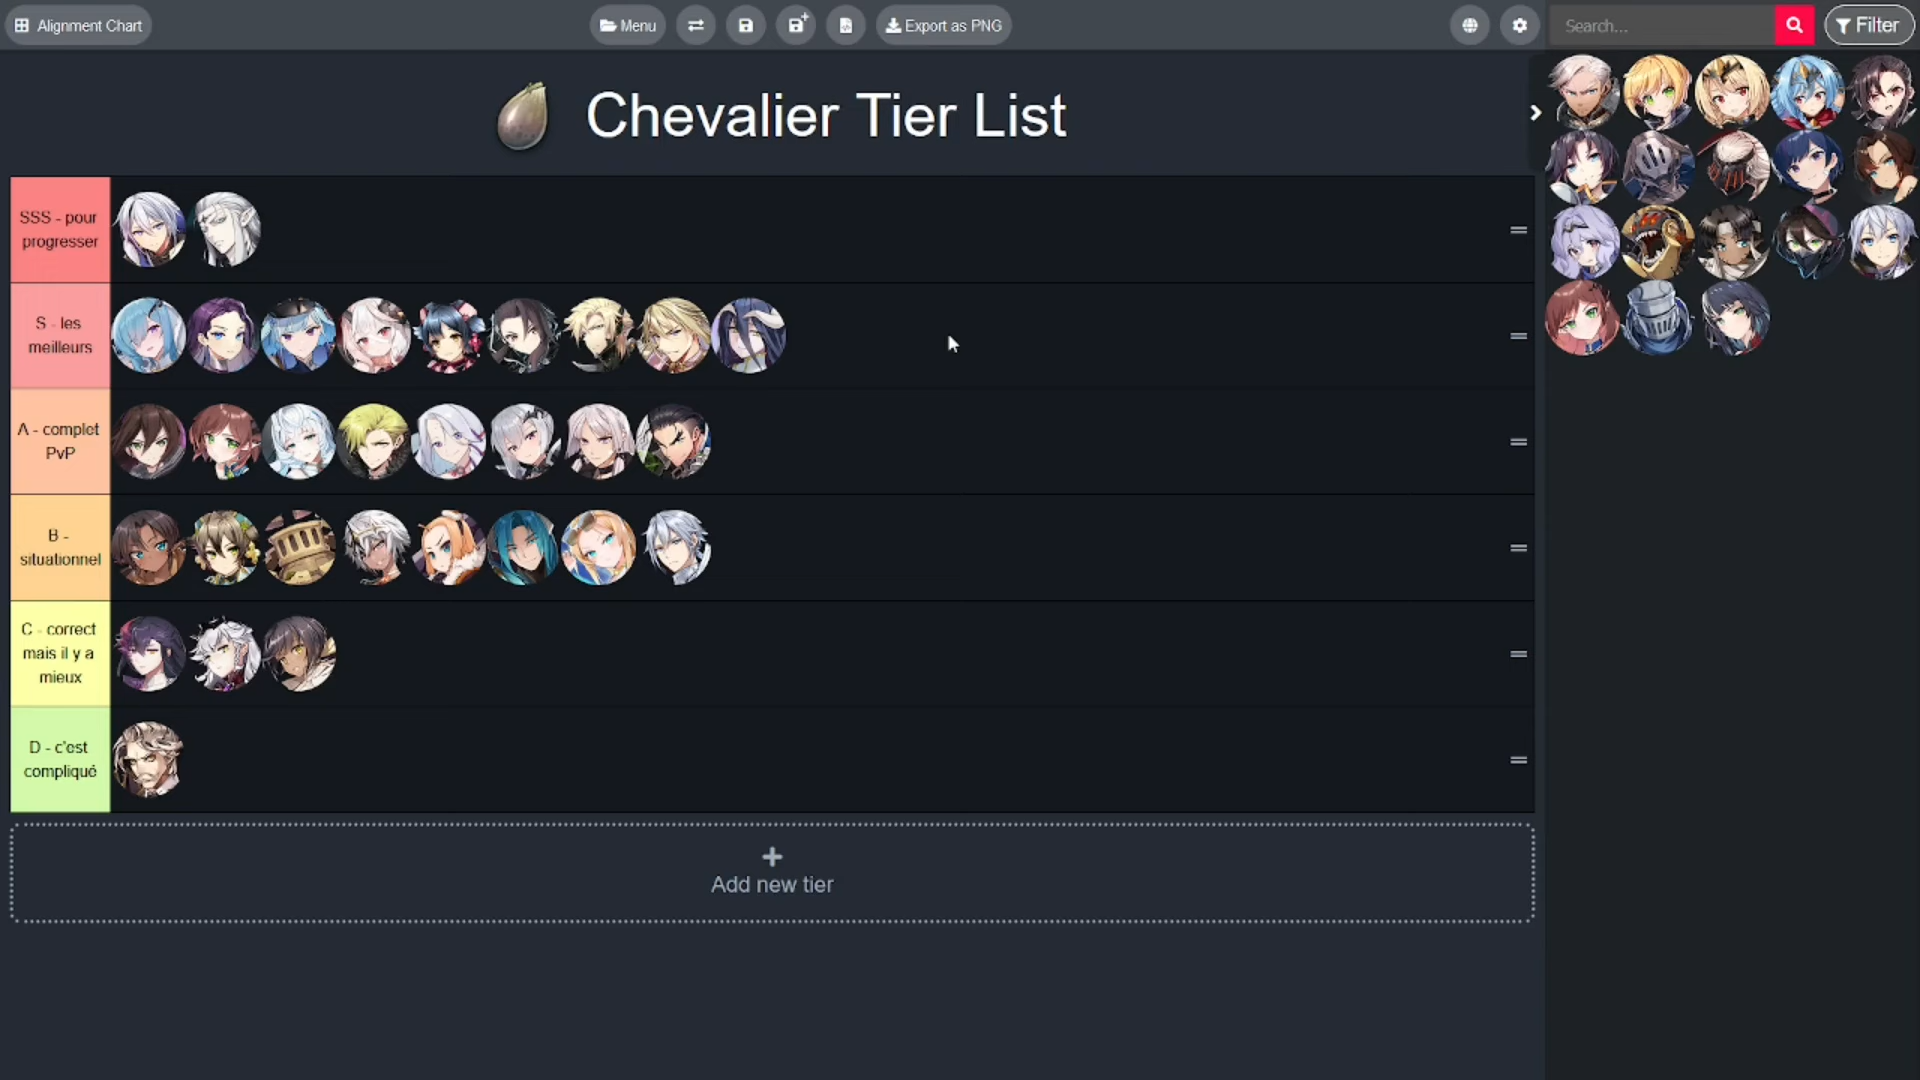 Alignment Chart
Menu
Export as PNG
Search...
Filter
Chevalier Tier List
SSS - pour
progresser
S - les
meilleurs
A - complet
PvP
B -
situationnel
C - correct
mais il y a
mieux
D - c'est
compliqué
Add new tier